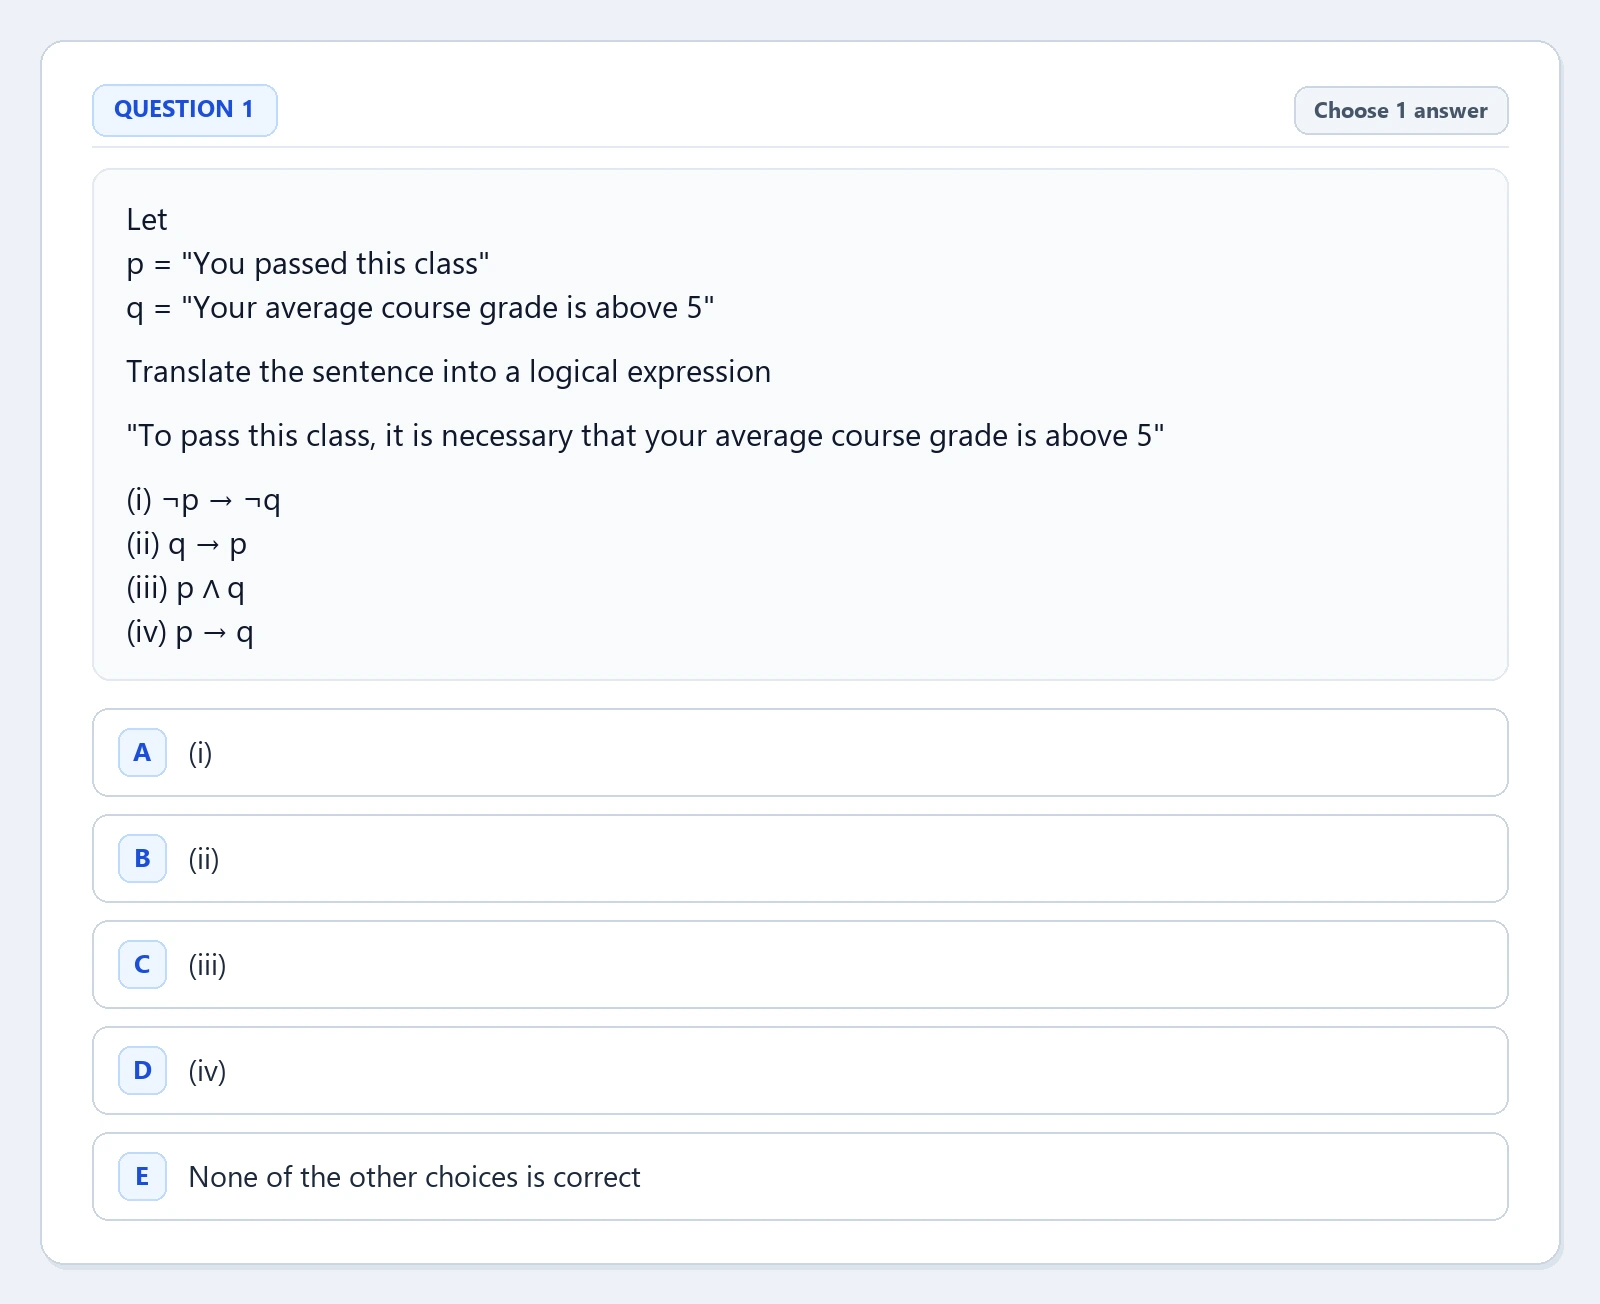 QUESTION 1
Choose 1 answer
Let
p = "You passed this class"
q = "Your average course grade is above 5"
Translate the sentence into a logical expression
"To pass this class, it is necessary that your average course grade is above 5"
(i) ¬p → ¬q
(ii) q → p
(iii) p ∧ q
(iv) p → q
A (i)
B (ii)
C (iii)
D (iv)
E None of the other choices is correct